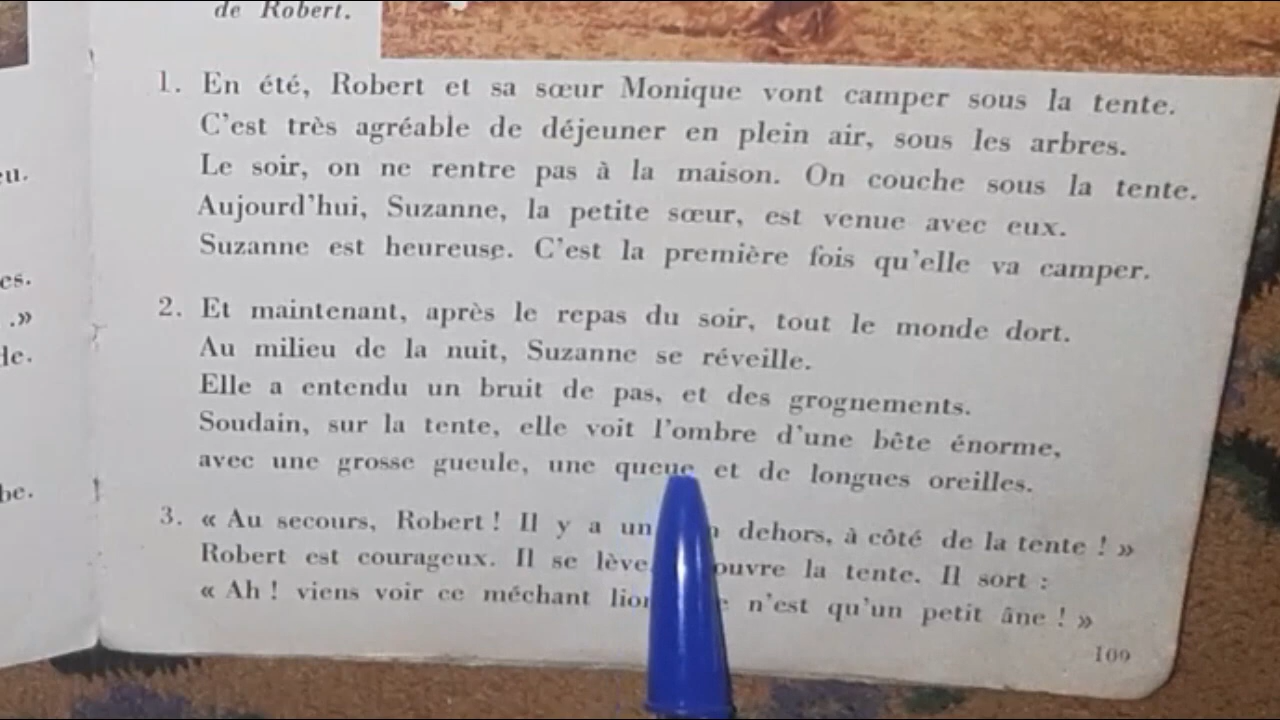 de Robert.
1. En été, Robert et sa sœur Monique vont camper sous la tente.
C'est très agréable de déjeuner en plein air, sous les arbres.
Le soir, on ne rentre pas à la maison. On couche sous la tente.
Aujourd'hui, Suzanne, la petite sœur, est venue avec eux.
Suzanne est heureuse. C'est la première fois qu'elle va camper.
2. Et maintenant, après le repas du soir, tout le monde dort.
Au milieu de la nuit, Suzanne se réveille.
Elle a entendu un bruit de pas, et des grognements.
Soudain, sur la tente, elle voit l'ombre d'une bête énorme,
avec une grosse gueule, une queue et de longues oreilles.
3. « Au secours, Robert ! Il y a un dehors, à côté de la tente ! »
Robert est courageux. Il se lève ouvre la tente. Il sort :
« Ah ! viens voir ce méchant n'est qu'un petit âne ! »
109